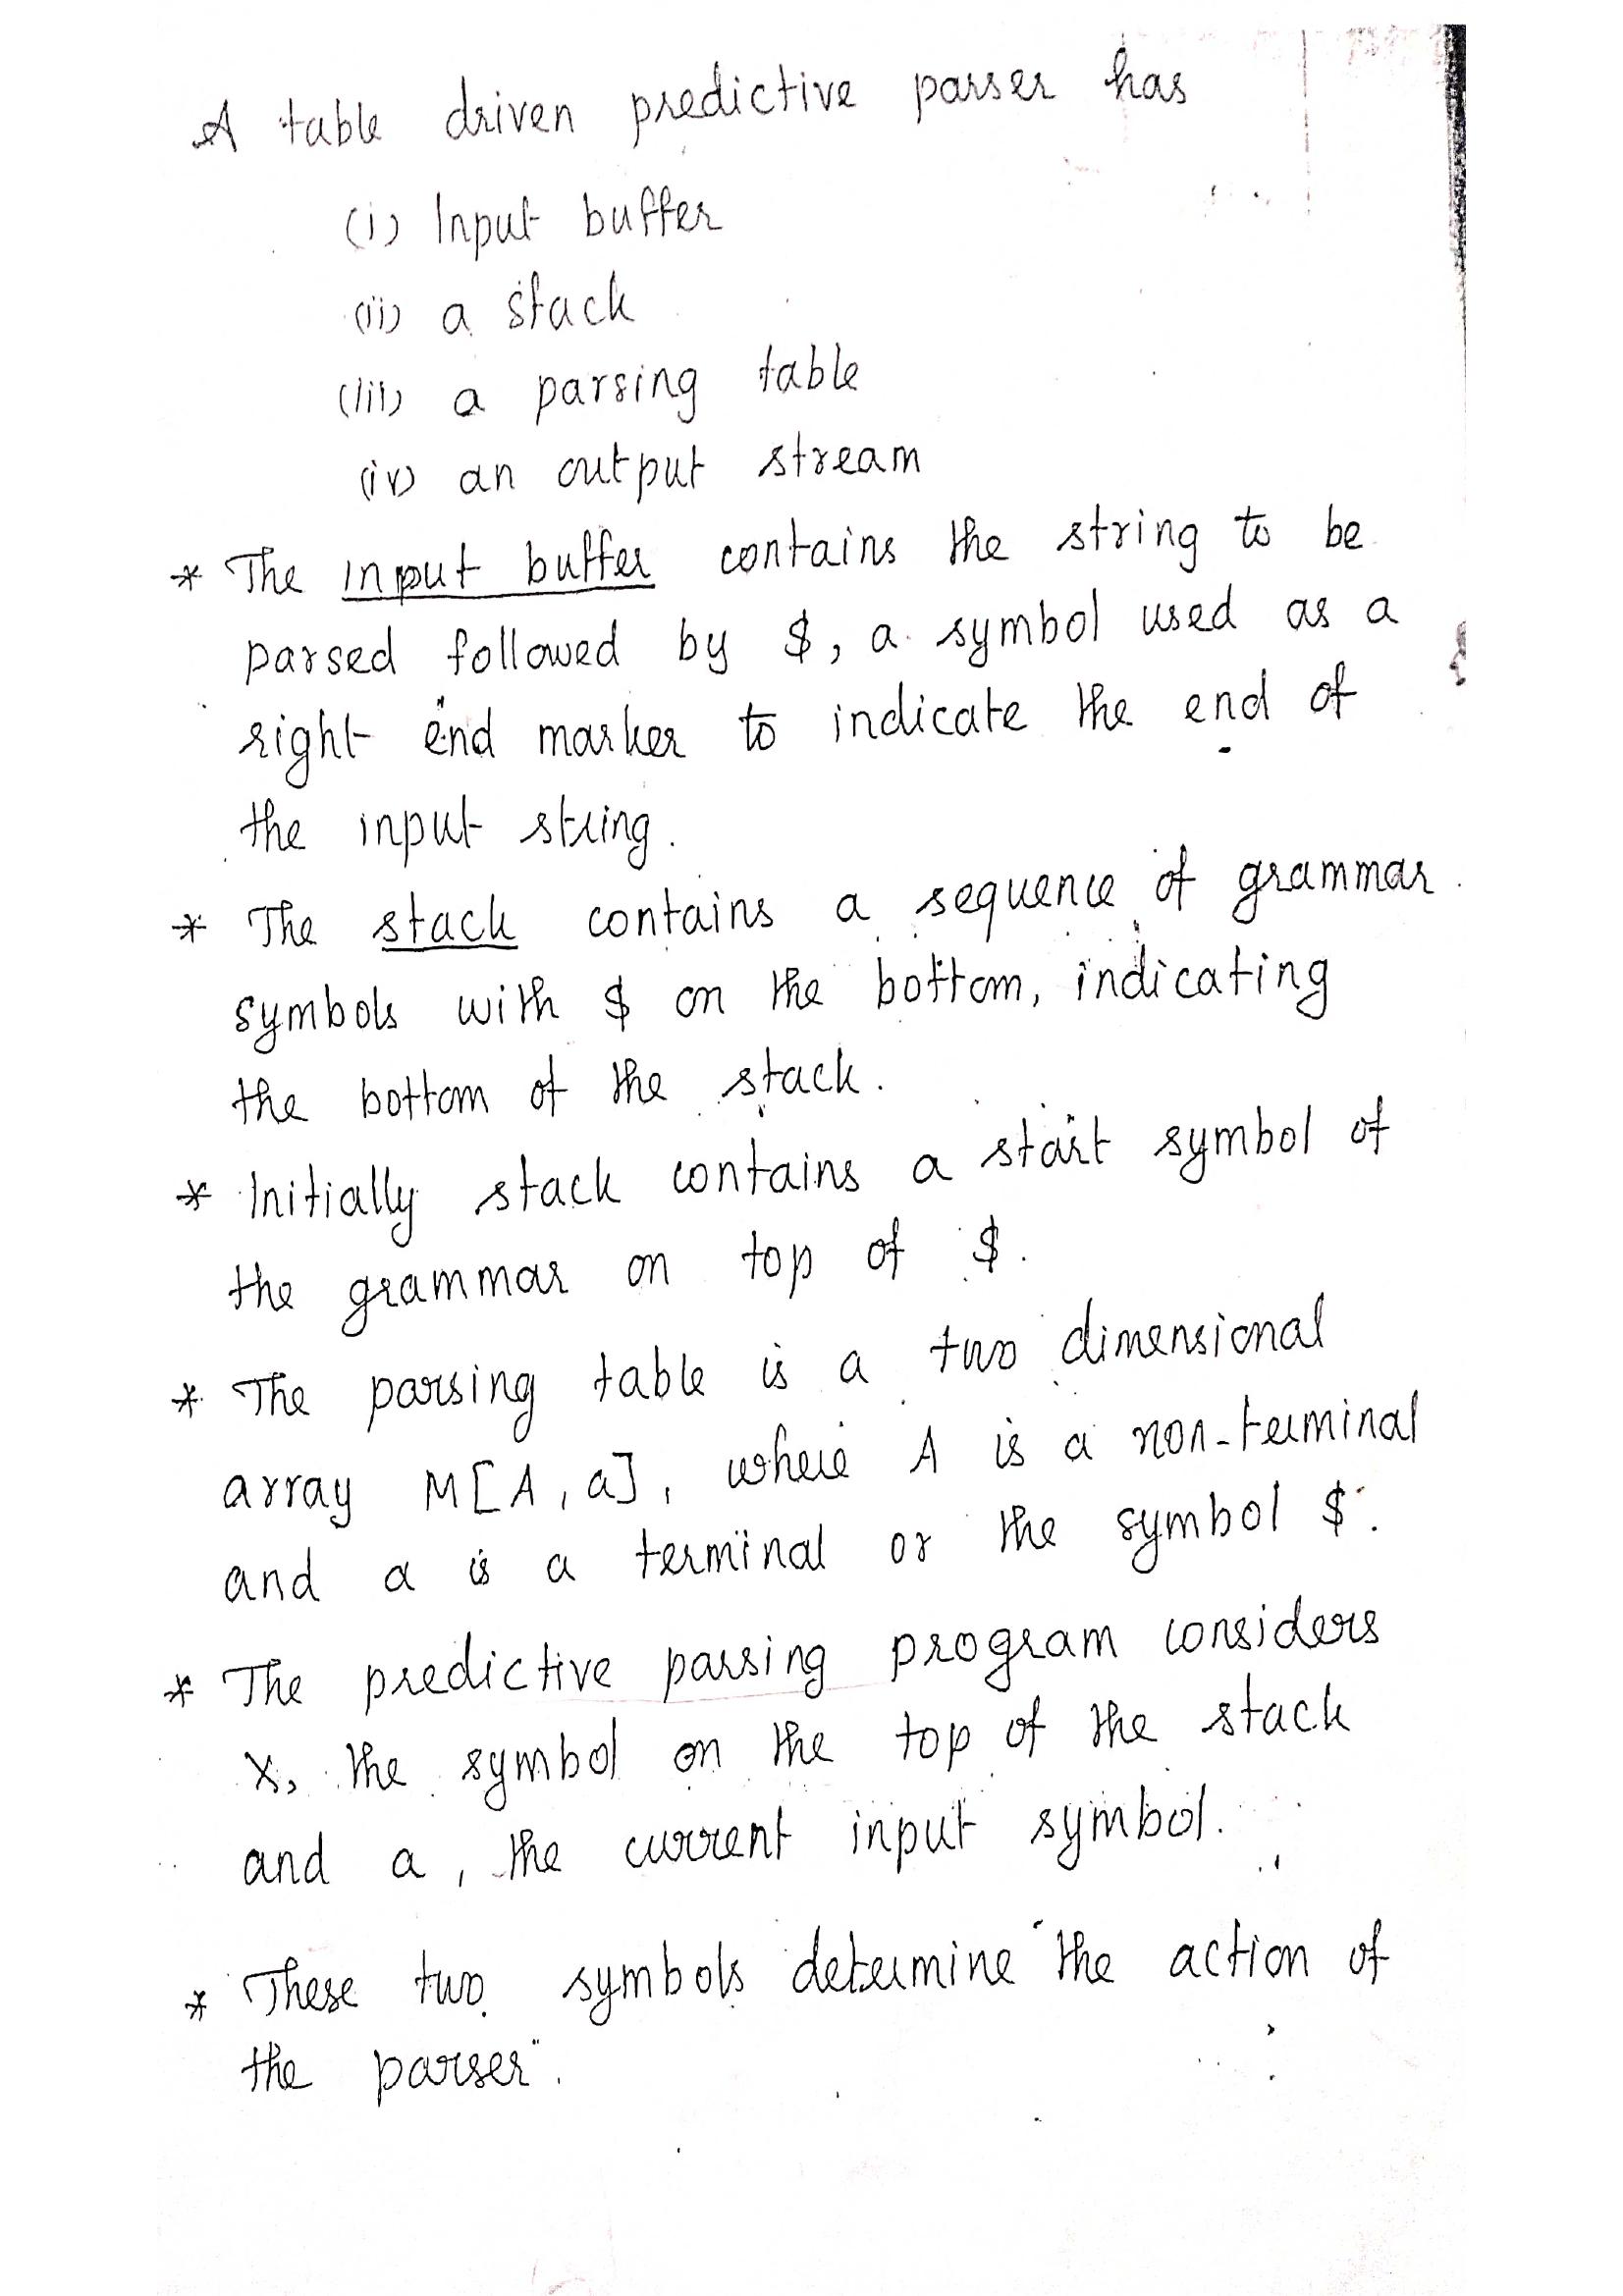 A table driven predictive parser has
(i) Input buffer
(ii) a stack
(iii) a parsing table
(iv) an output stream
* The input buffer contains the string to be
parsed followed by $, a symbol used as a
right end marker to indicate the end of
the input string.
* The stack contains a sequence of grammar
symbols with $ on the bottom, indicating
the bottom of the stack.
* Initially stack contains a start symbol of
the grammar on top of $.
* The parsing table is a two dimensional
array M[A, a], where A is a non-terminal
and a is a terminal or the symbol $.
* The predictive parsing program considers
X, the symbol on the top of the stack
and a, the current input symbol.
* These two symbols determine the action of
the parser.